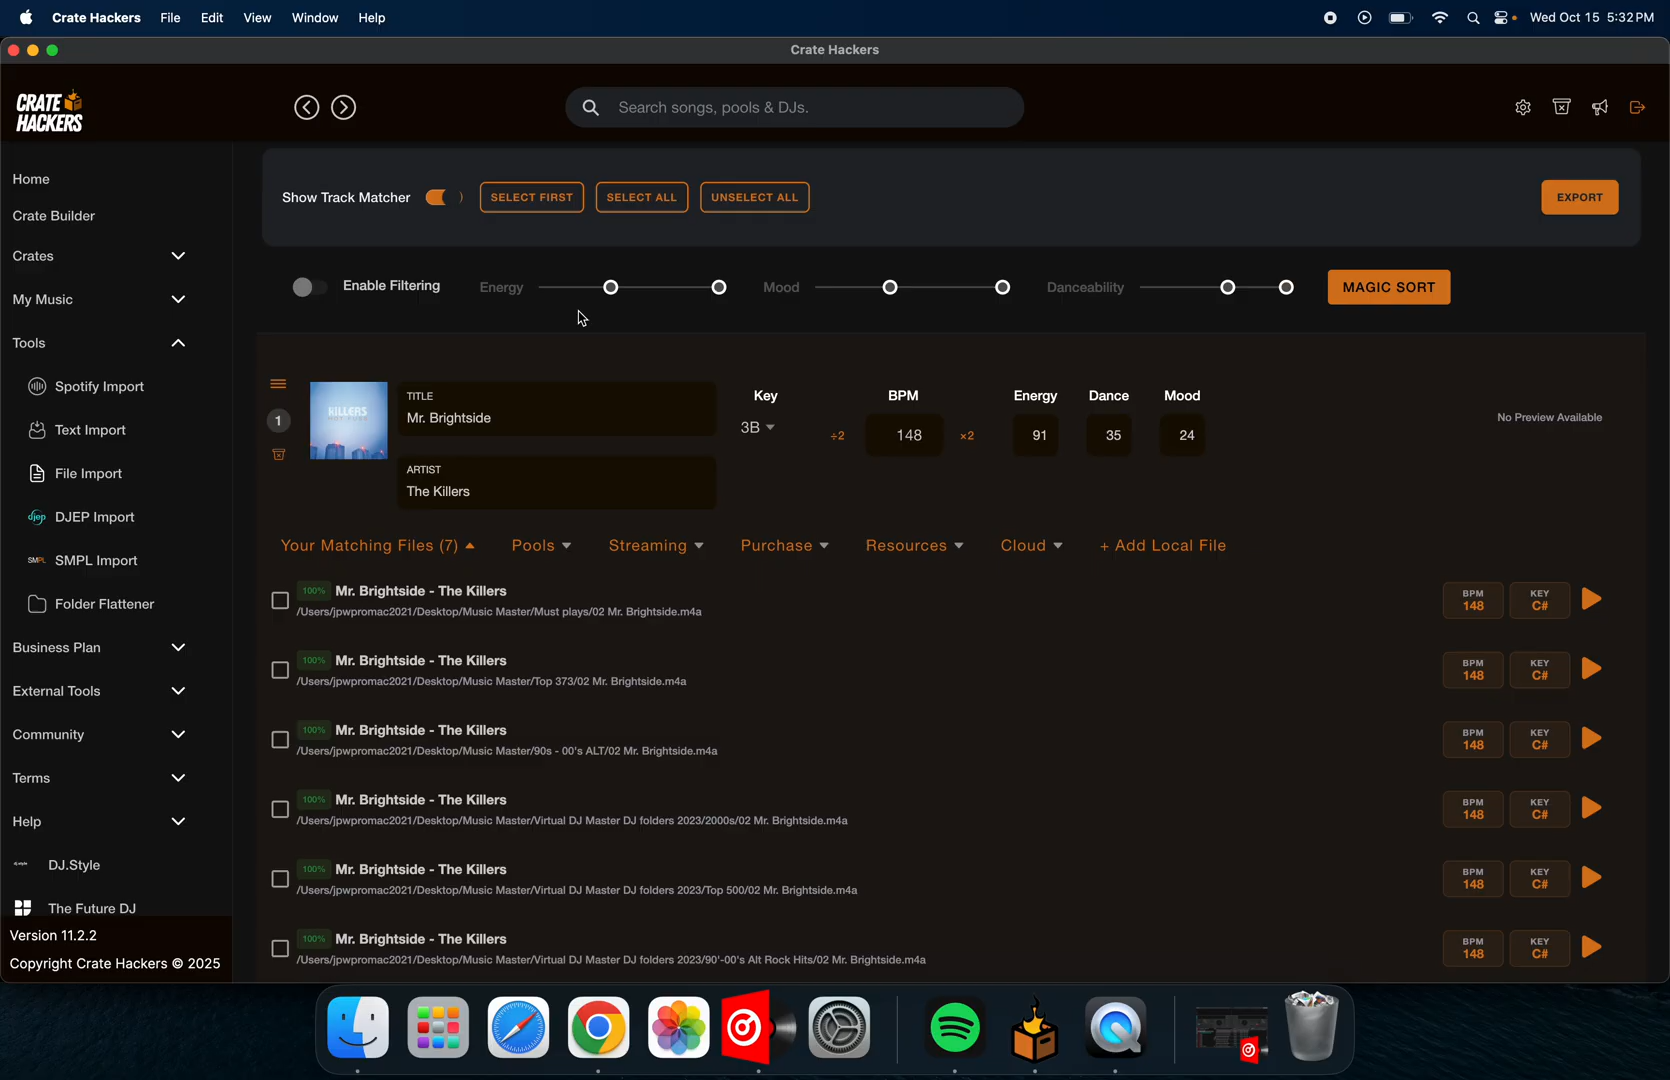 Crate Hackers File Edit View Window Help Wed Oct 15 5:32 PM
Crate Hackers
CRATE HACKERS
Search songs, pools & DJs.
Home
Crate Builder
Crates
My Music
Tools
Spotify Import
Text Import
File Import
djep DJEP Import
SMPL SMPL Import
Folder Flattener
Business Plan
External Tools
Community
Terms
Help
DJ.Style
The Future DJ
Version 11.2.2
Copyright Crate Hackers © 2025
Show Track Matcher SELECT FIRST SELECT ALL UNSELECT ALL EXPORT
Enable Filtering Energy Mood Danceability MAGIC SORT
1
KILLERS
TITLE
Mr. Brightside
ARTIST
The Killers
Key BPM Energy Dance Mood
3B ÷2 148 ×2 91 35 24
No Preview Available
Your Matching Files (7) Pools Streaming Purchase Resources Cloud + Add Local File
100% Mr. Brightside - The Killers
/Users/jpwpromac2021/Desktop/Music Master/Must plays/02 Mr. Brightside.m4a
BPM KEY
148 C#
100% Mr. Brightside - The Killers
/Users/jpwpromac2021/Desktop/Music Master/Top 373/02 Mr. Brightside.m4a
BPM KEY
148 C#
100% Mr. Brightside - The Killers
/Users/jpwpromac2021/Desktop/Music Master/90s - 00's ALT/02 Mr. Brightside.m4a
BPM KEY
148 C#
100% Mr. Brightside - The Killers
/Users/jpwpromac2021/Desktop/Music Master/Virtual DJ Master DJ folders 2023/2000s/02 Mr. Brightside.m4a
BPM KEY
148 C#
100% Mr. Brightside - The Killers
/Users/jpwpromac2021/Desktop/Music Master/Virtual DJ Master DJ folders 2023/Top 500/02 Mr. Brightside.m4a
BPM KEY
148 C#
100% Mr. Brightside - The Killers
/Users/jpwpromac2021/Desktop/Music Master/Virtual DJ Master DJ folders 2023/90'-00's Alt Rock Hits/02 Mr. Brightside.m4a
BPM KEY
148 C#